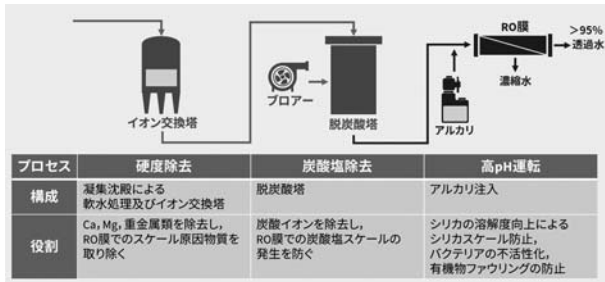 RO膜
>95%
透過水
濃縮水
ブロアー
イオン交換塔
脱炭酸塔
アルカリ
プロセス 硬度除去 炭酸塩除去 高pH運転
構成 凝集沈殿による 脱炭酸塔 アルカリ注入
軟水処理及びイオン交換塔
役割 Ca, Mg, 重金属類を除去し, 炭酸イオンを除去し, シリカの溶解度向上による
RO膜でのスケール原因物質を RO膜での炭酸塩スケールの シリカスケール防止,
取り除く 発生を防ぐ バクテリアの不活性化,
有機物ファウリングの防止